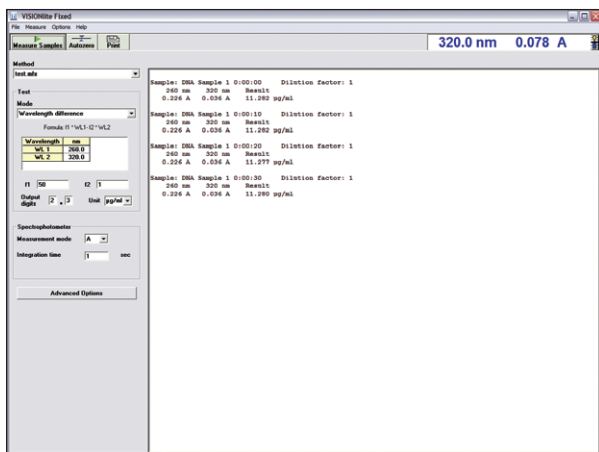 VISIONlite Fixed
File Measure Options Help
Measure Samples Autozero Print
320.0 nm 0.078 A
Method
test.mfx
Test
Mode
Wavelength difference
Formula: f1 * WL1 - f2 * WL2
Wavelength nm
WL 1 260.0
WL 2 320.0
f1 50 f2 1
Output digits 2 . 3 Unit µg/ml
Spectrophotometer
Measurement mode A
Integration time 1 sec
Advanced Options
Sample: DNA Sample 1 0:00:00 Dilution factor: 1
260 nm 320 nm Result
0.226 A 0.036 A 11.282 µg/ml
Sample: DNA Sample 1 0:00:10 Dilution factor: 1
260 nm 320 nm Result
0.226 A 0.036 A 11.282 µg/ml
Sample: DNA Sample 1 0:00:20 Dilution factor: 1
260 nm 320 nm Result
0.226 A 0.036 A 11.277 µg/ml
Sample: DNA Sample 1 0:00:30 Dilution factor: 1
260 nm 320 nm Result
0.226 A 0.036 A 11.280 µg/ml